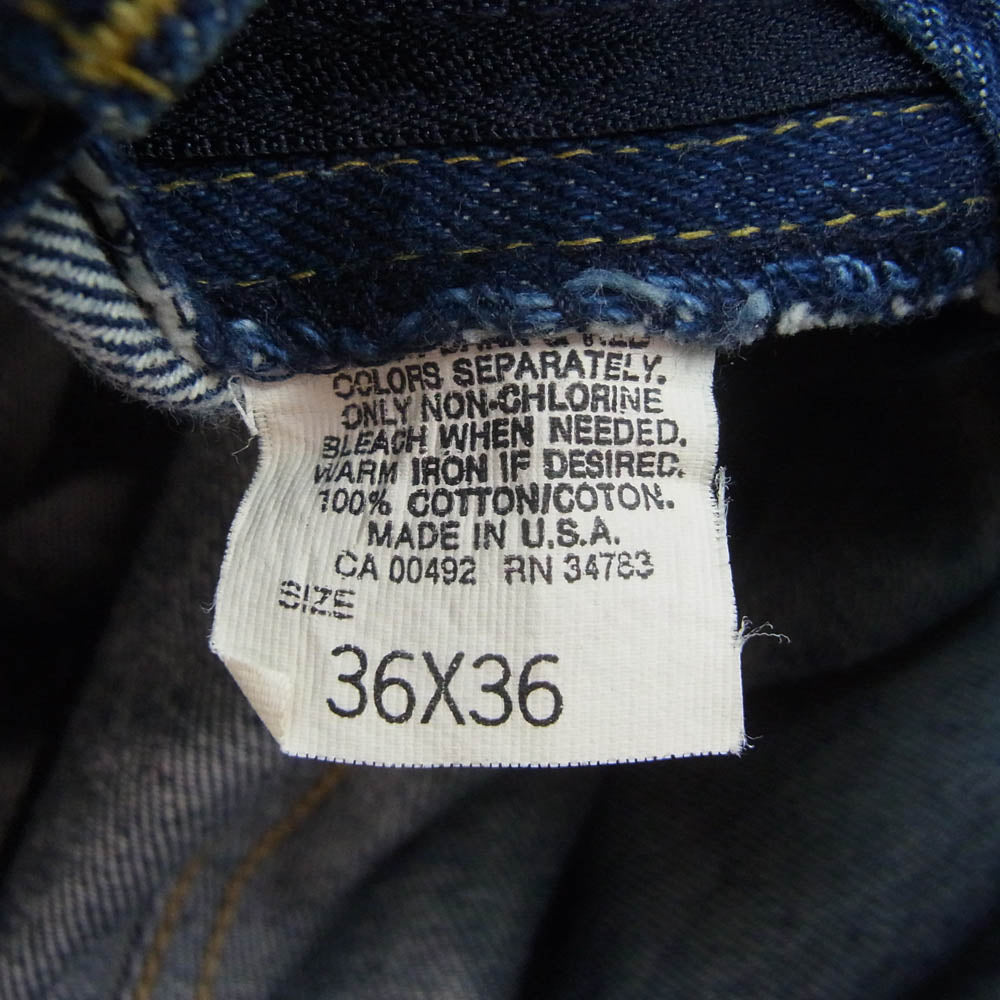 COLORS SEPARATELY.
ONLY NON-CHLORINE
BLEACH WHEN NEEDED.
WARM IRON IF DESIRED.
100% COTTON/COTON.
MADE IN U.S.A.
CA 00492 RN 34783
SIZE
36X36